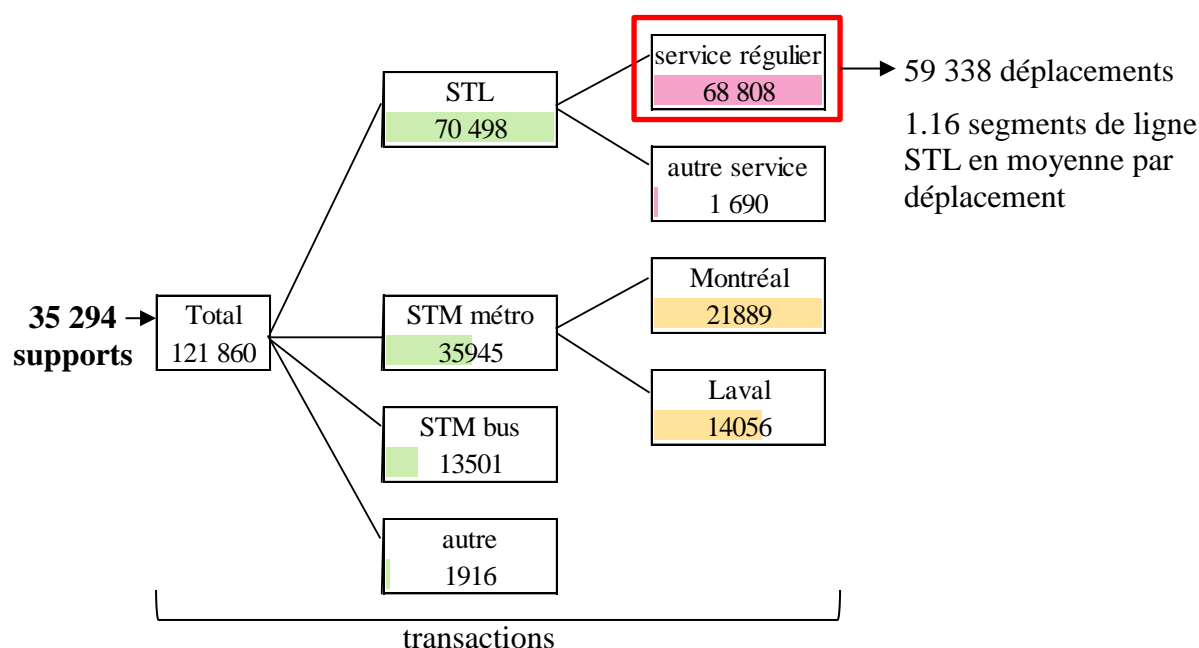 35 294
supports
Total
121 860
STL
70 498
service régulier
68 808
59 338 déplacements
1.16 segments de ligne
STL en moyenne par
déplacement
autre service
1 690
STM métro
35945
Montréal
21889
Laval
14056
STM bus
13501
autre
1916
transactions